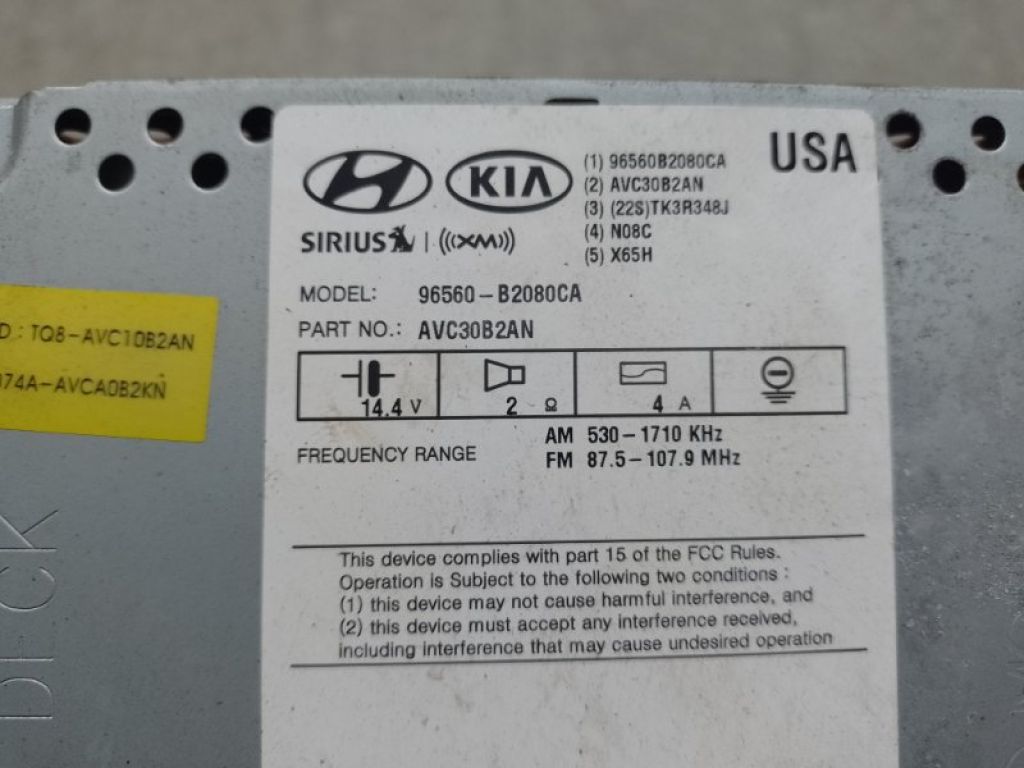 KIA
SIRIUS | ((XM))
USA
(1) 96560B2080CA
(2) AVC30B2AN
(3) (22S)TK3R348J
(4) N08C
(5) X65H
MODEL: 96560-B2080CA
PART NO.: AVC30B2AN
14.4 V 2 Ω 4 A
FREQUENCY RANGE
AM 530-1710 KHz
FM 87.5-107.9 MHz
This device complies with part 15 of the FCC Rules.
Operation is Subject to the following two conditions :
(1) this device may not cause harmful interference, and
(2) this device must accept any interference received,
including interference that may cause undesired operation
D : TQ8-AVC10B2AN
074A-AVCA0B2KN
DECK